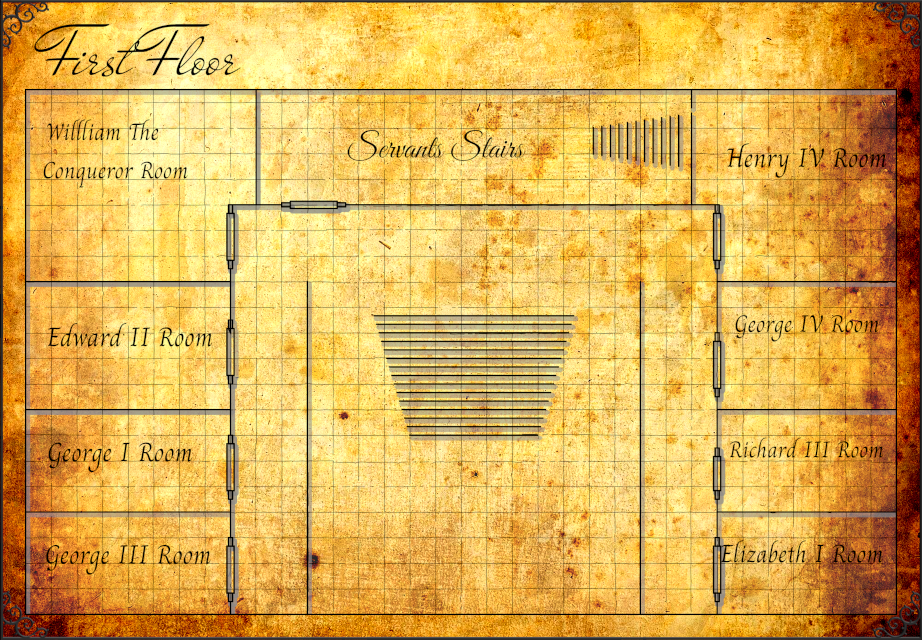 First Floor
Willliam The
Conqueror Room
Servants Stairs
Henry IV Room
Edward II Room
George IV Room
George I Room
Richard III Room
George III Room
Elizabeth I Room